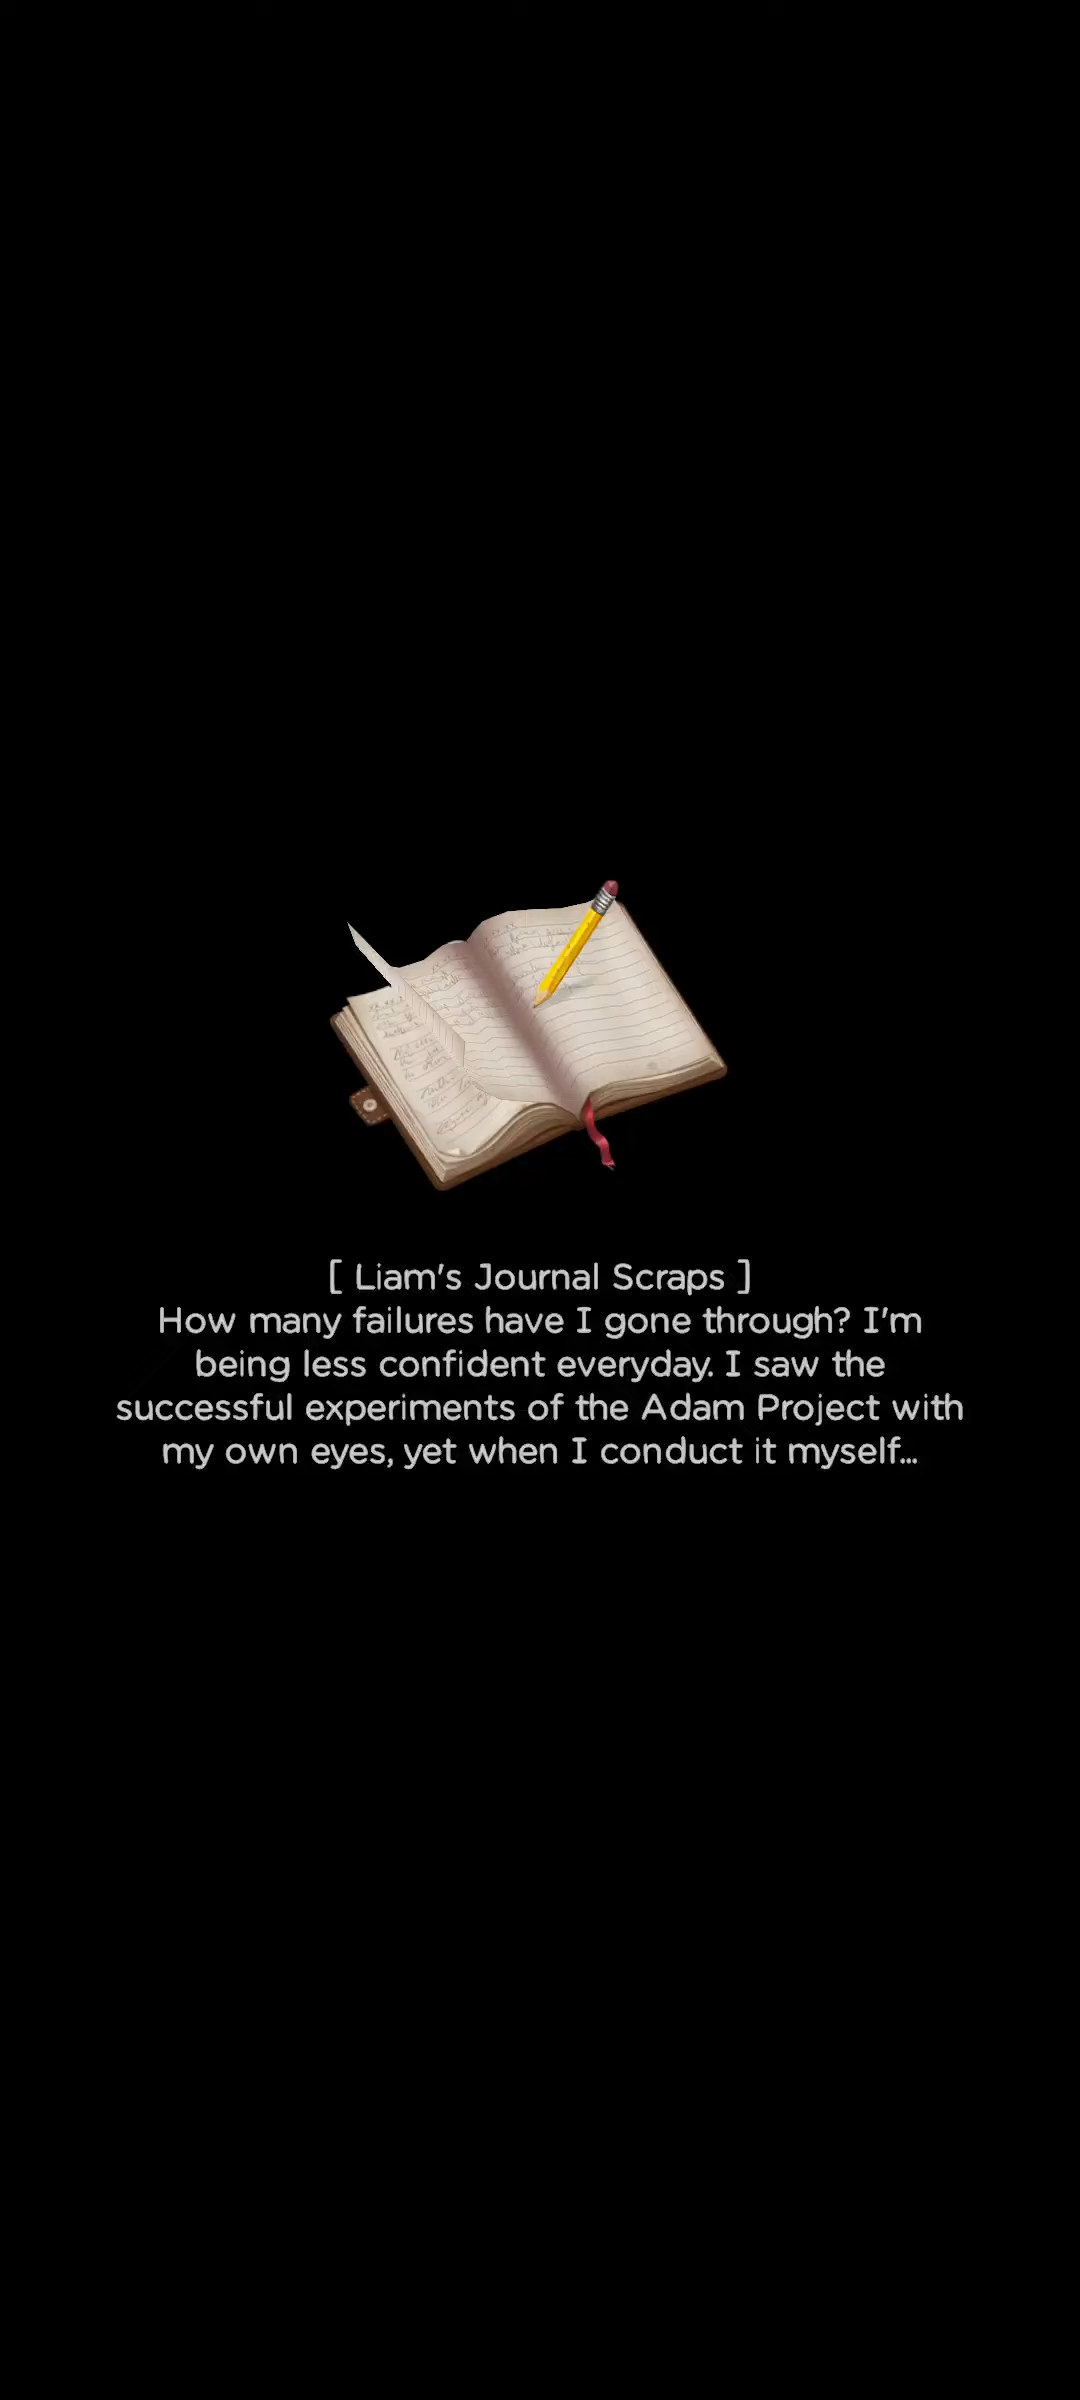 [ Liam's Journal Scraps ]
How many failures have I gone through? I'm
being less confident everyday. I saw the
successful experiments of the Adam Project with
my own eyes, yet when I conduct it myself...